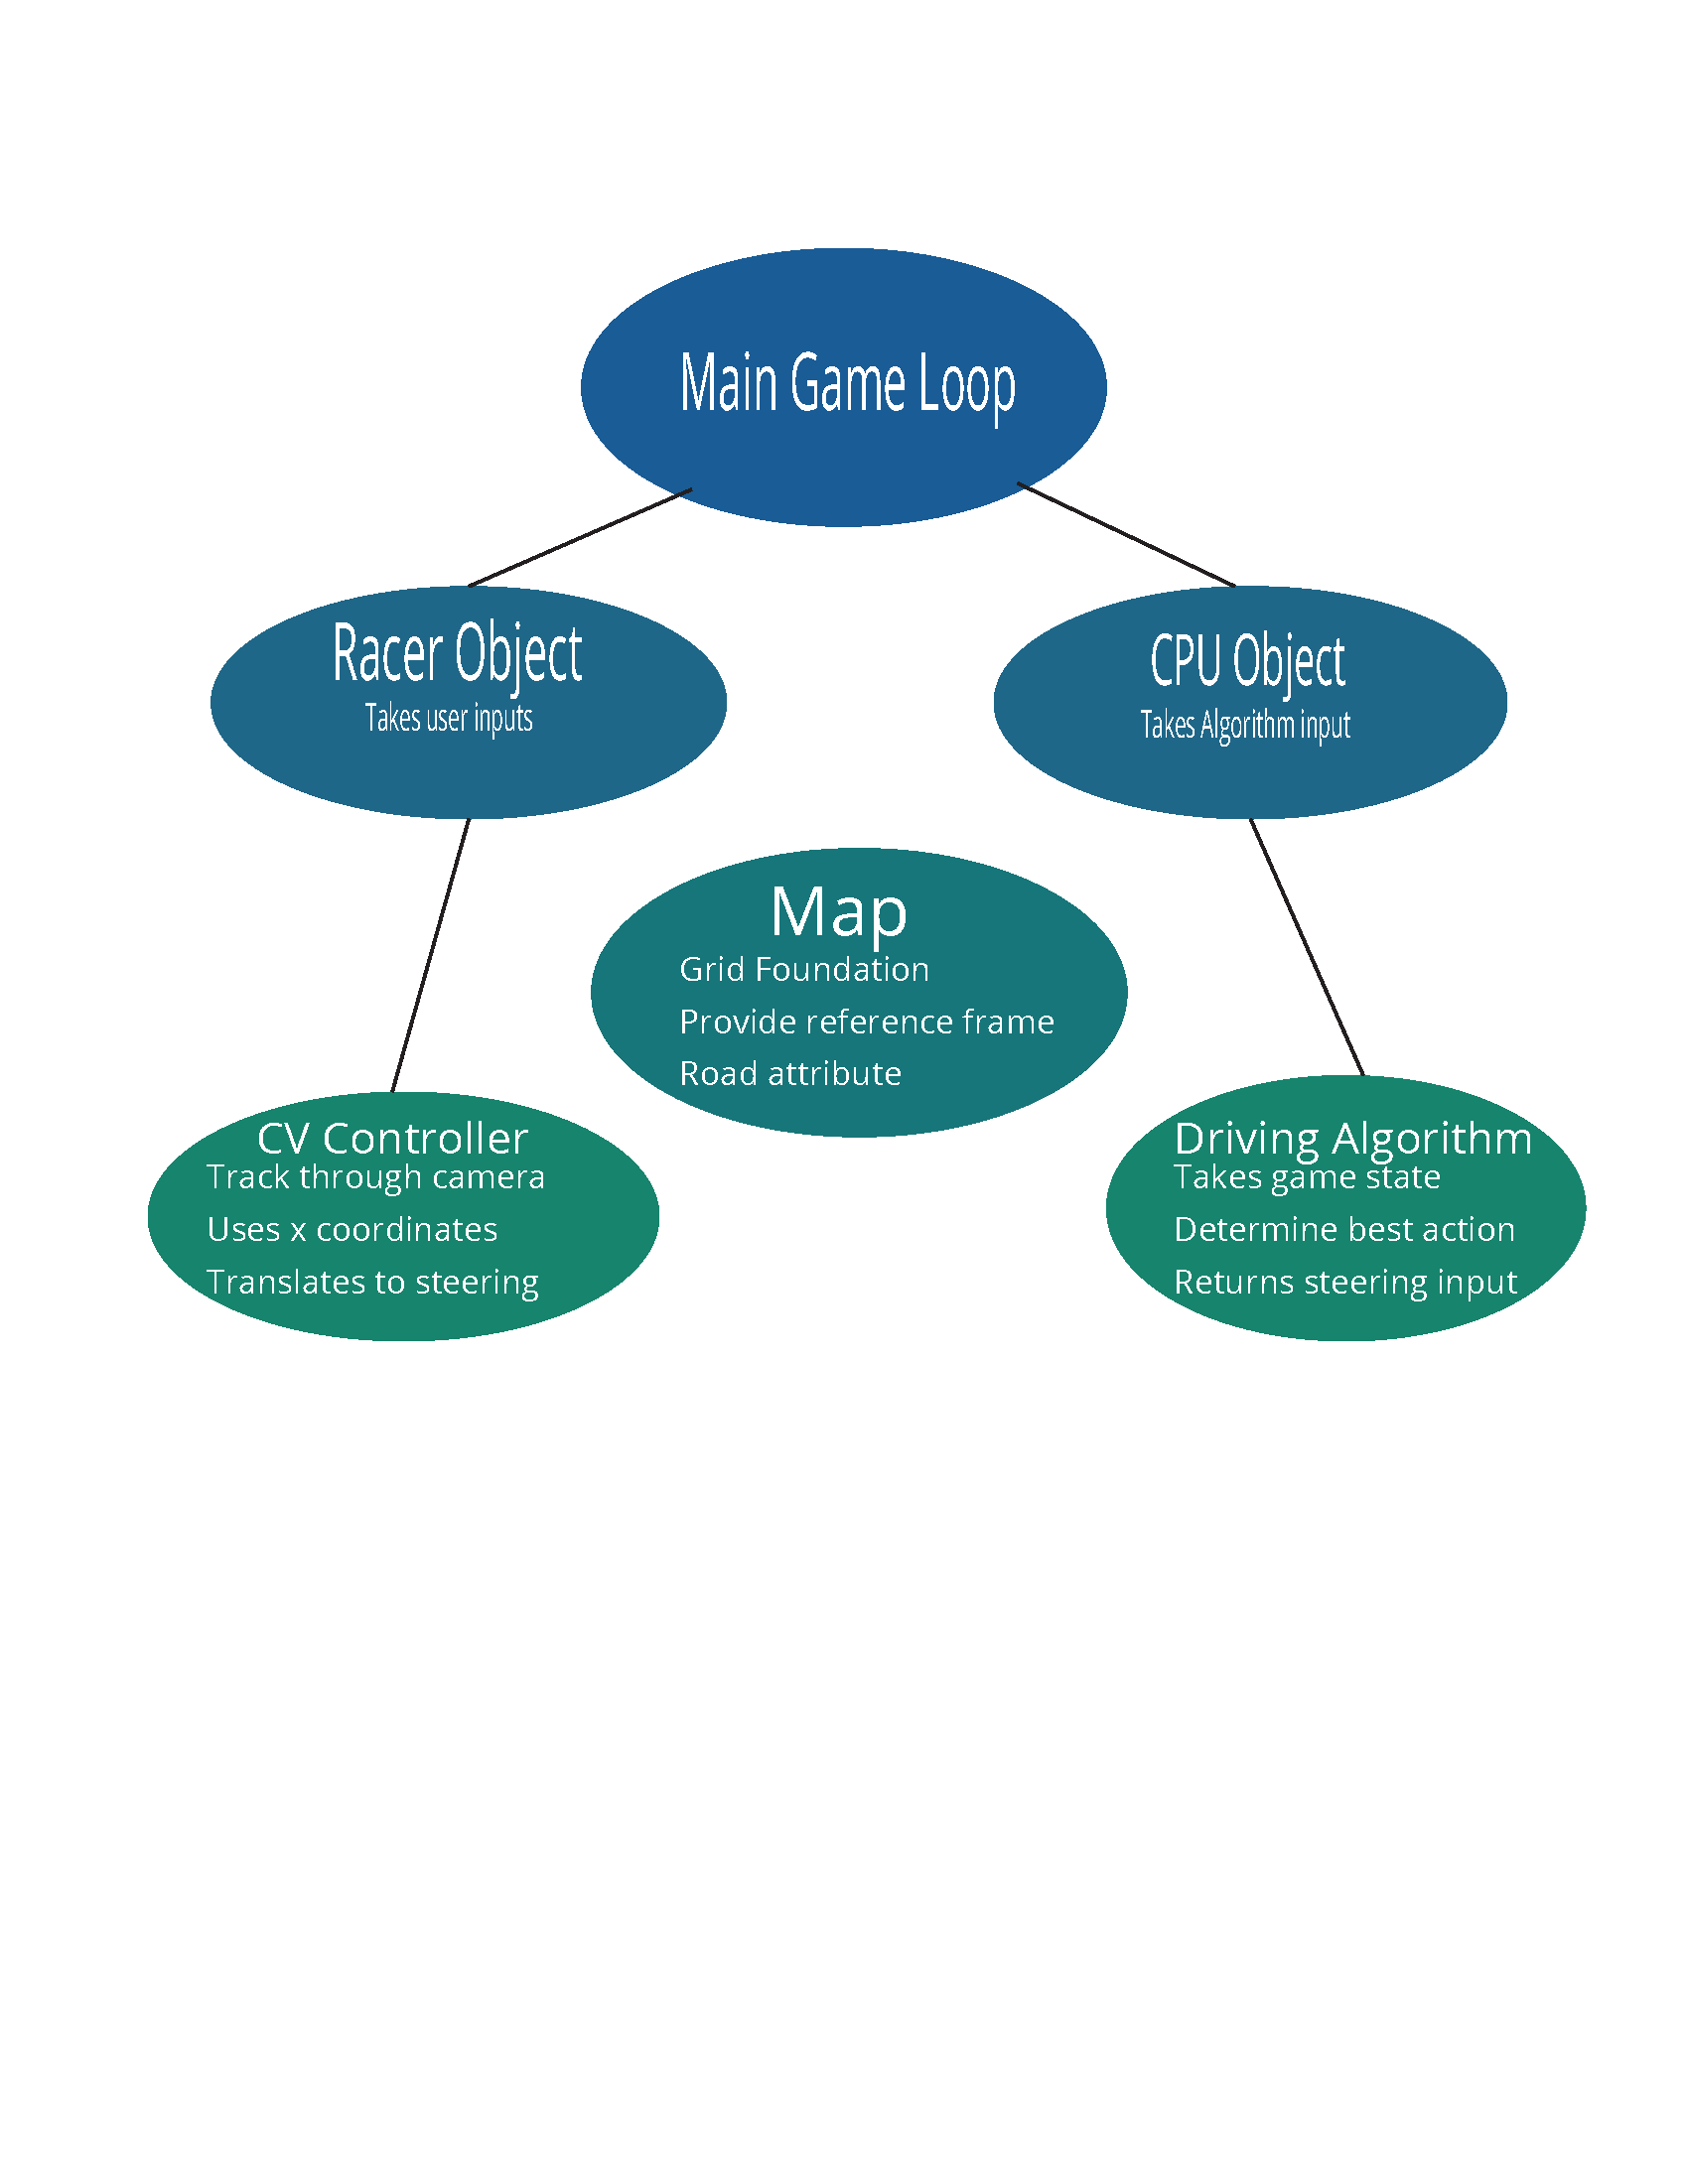 Main Game Loop
Racer Object
Takes user inputs
CPU Object
Takes Algorithm input
Map
Grid Foundation
Provide reference frame
Road attribute
CV Controller
Track through camera
Uses x coordinates
Translates to steering
Driving Algorithm
Takes game state
Determine best action
Returns steering input